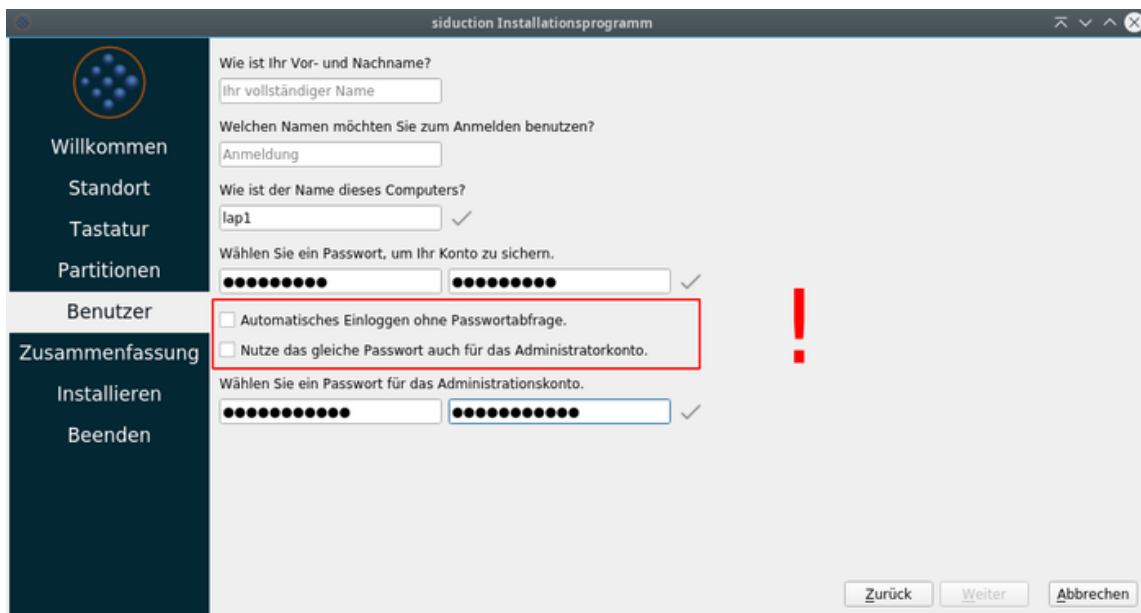 siduction Installationsprogramm
Willkommen
Standort
Tastatur
Partitionen
Benutzer
Zusammenfassung
Installieren
Beenden
Wie ist Ihr Vor- und Nachname?
Ihr vollständiger Name
Welchen Namen möchten Sie zum Anmelden benutzen?
Anmeldung
Wie ist der Name dieses Computers?
lap1
Wählen Sie ein Passwort, um Ihr Konto zu sichern.
●●●●●●●●● ●●●●●●●●●
Automatisches Einloggen ohne Passwortabfrage.
Nutze das gleiche Passwort auch für das Administratorkonto.
!
Wählen Sie ein Passwort für das Administrationskonto.
●●●●●●●●●●● ●●●●●●●●●●●
Zurück Weiter Abbrechen